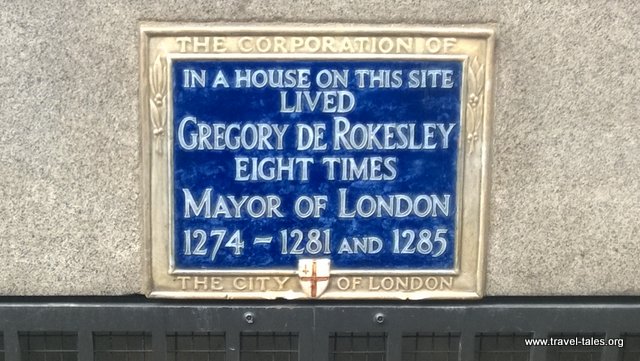 THE CORPORATION OF
IN A HOUSE ON THIS SITE
LIVED
GREGORY DE ROKESLEY
EIGHT TIMES
MAYOR OF LONDON
1274 – 1281 AND 1285
THE CITY OF LONDON
www.travel-tales.org